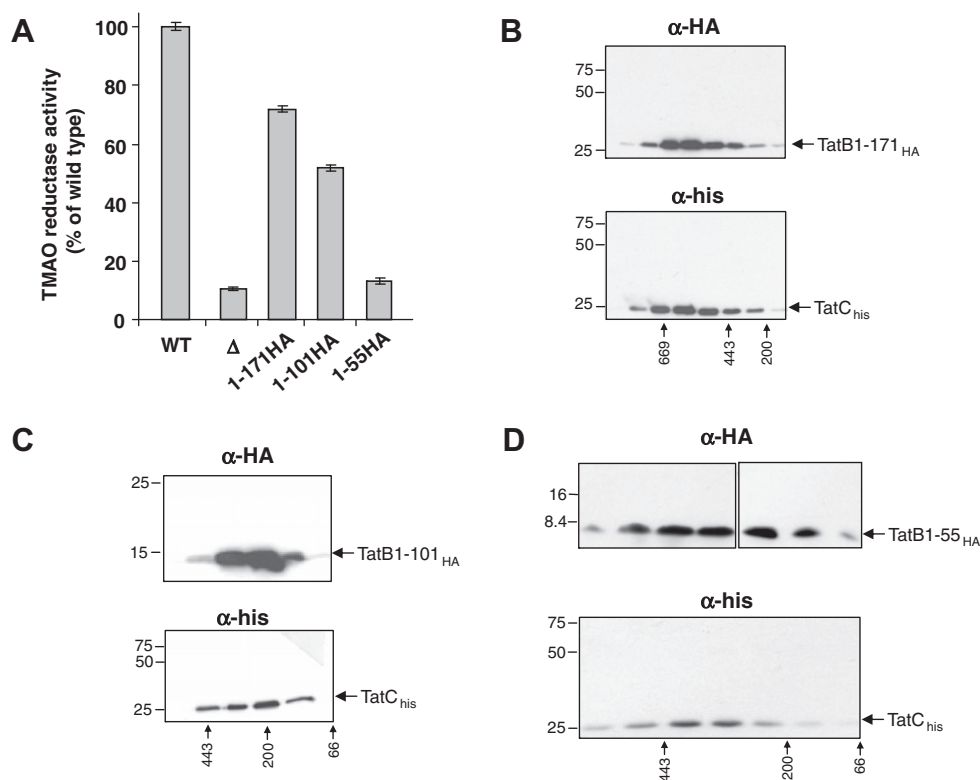 A
TMAO reductase activity
(% of wild type)
100
80
60
40
20
0
WT
Δ
1-171HA
1-101HA
1-55HA
B
α-HA
75
50
25
TatB1-171HA
α-his
75
50
25
TatChis
669
443
200
C
α-HA
25
15
TatB1-101HA
α-his
75
50
25
TatChis
443
200
66
D
α-HA
16
8.4
TatB1-55HA
α-his
75
50
25
TatChis
443
200
66